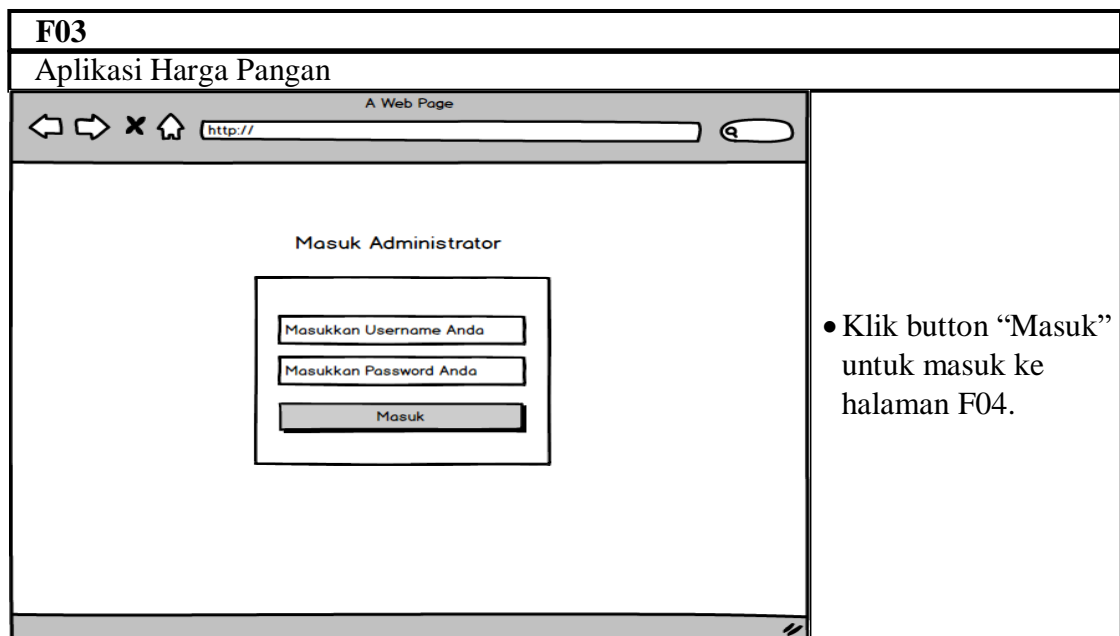 F03
Aplikasi Harga Pangan
A Web Page
http://
Masuk Administrator
Masukkan Username Anda
Masukkan Password Anda
Masuk
• Klik button “Masuk”
untuk masuk ke
halaman F04.